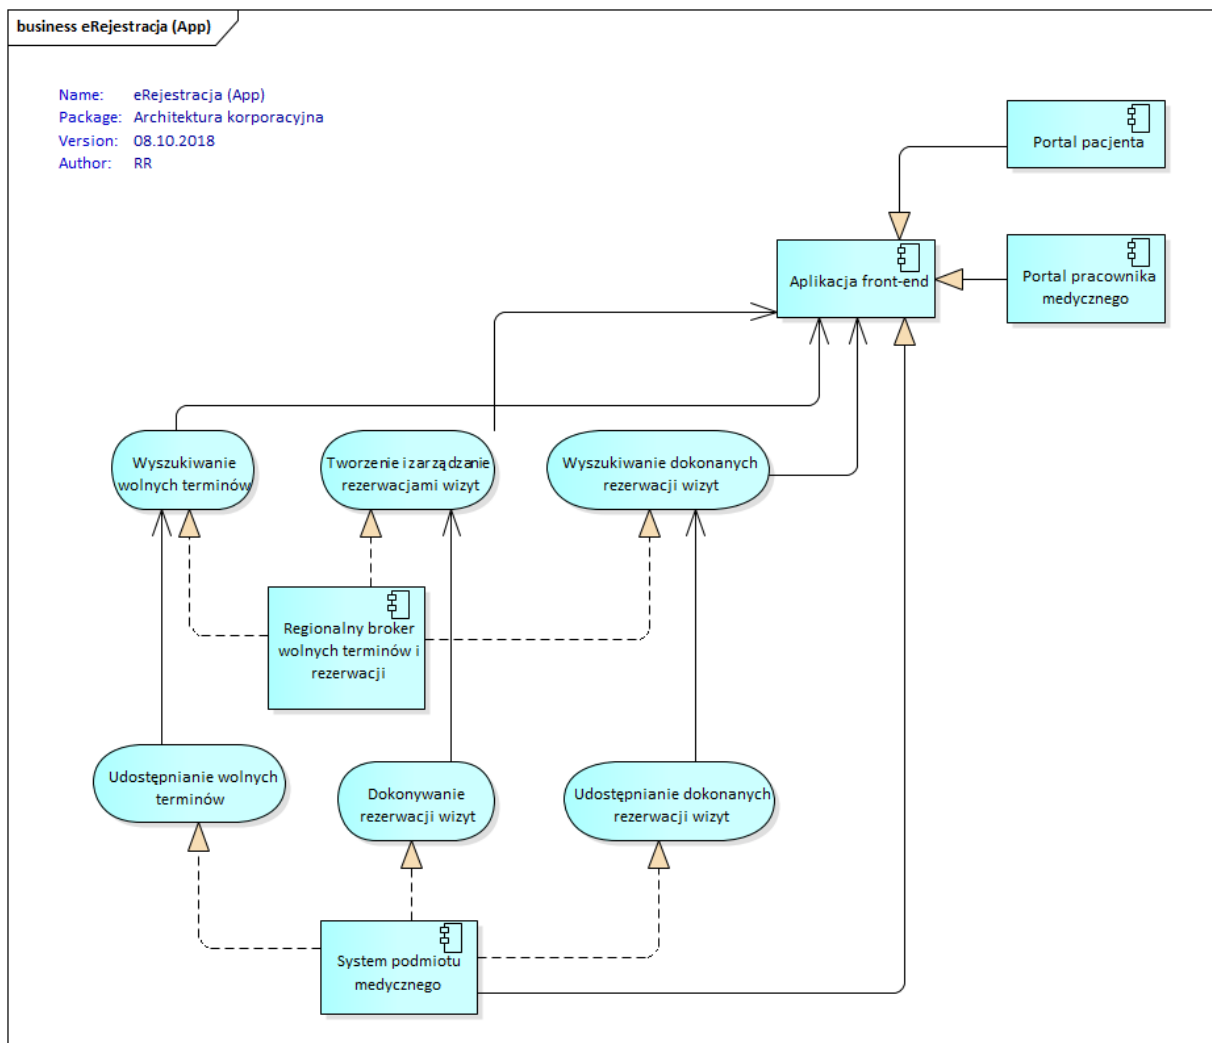 business eRejestracja (App)
Name: eRejestracja (App)
Package: Architektura korporacyjna
Version: 08.10.2018
Author: RR
Portal pacjenta
Aplikacja front-end
Portal pracownika
medycznego
Wyszukiwanie
wolnych terminów
Tworzenie i zarządzanie
rezerwacjami wizyt
Wyszukiwanie dokonanych
rezerwacji wizyt
Regionalny broker
wolnych terminów i
rezerwacji
Udostępnianie wolnych
terminów
Dokonywanie
rezerwacji wizyt
Udostępnianie dokonanych
rezerwacji wizyt
System podmiotu
medycznego